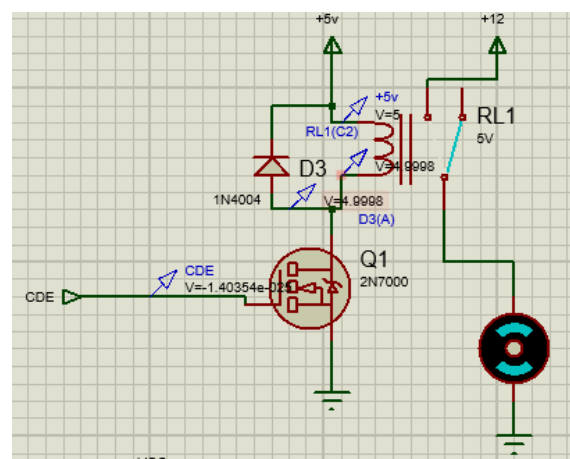 +5v
+12
+5v
V=5
RL1(C2)
RL1
5V
V=4.9998
D3
1N4004
V=4.9998
D3(A)
Q1
2N7000
CDE
V=-1.40354e-025
CDE